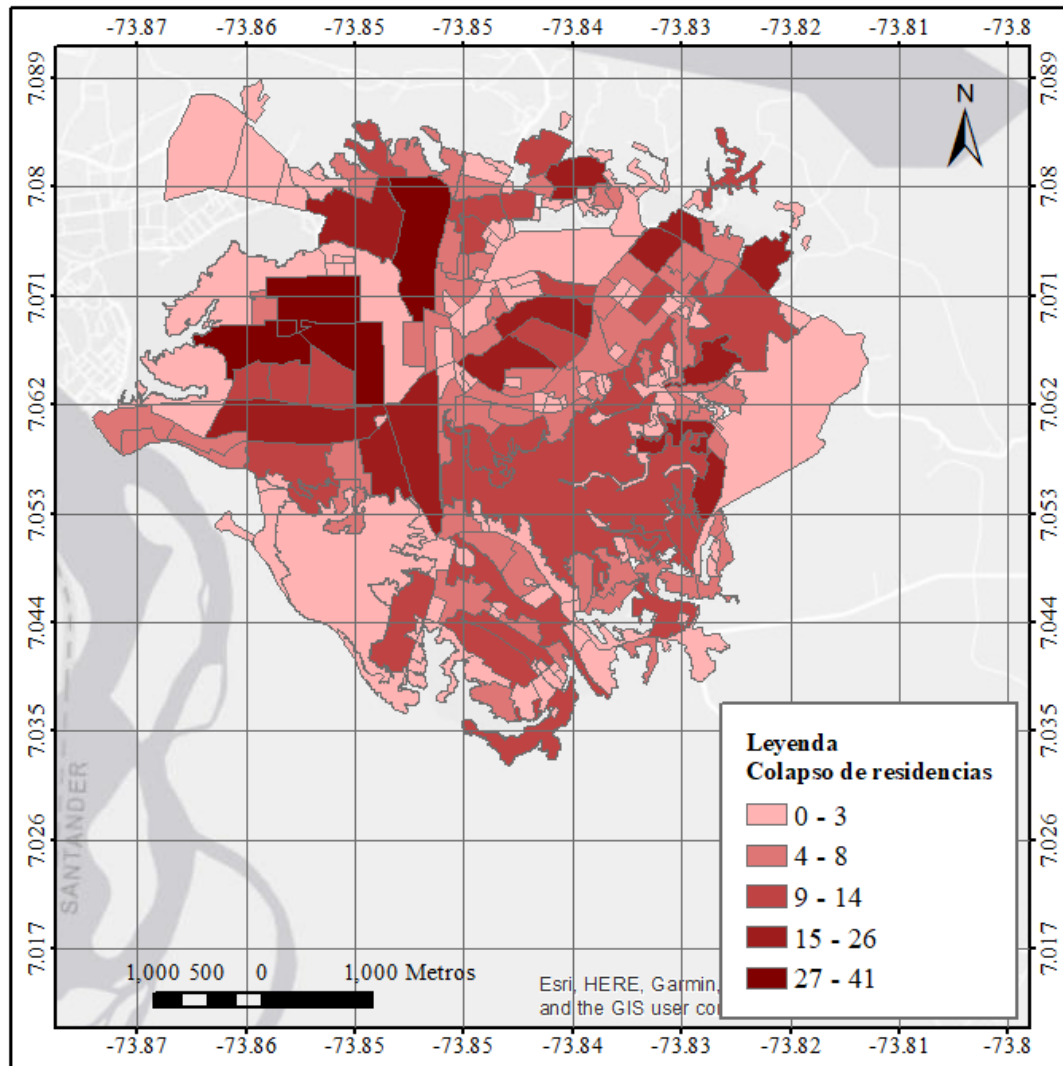 -73.87 -73.86 -73.85 -73.85 -73.84 -73.83 -73.82 -73.81 -73.8
7.089 7.089
N
7.08 7.08
7.071 7.071
7.062 7.062
7.053 7.053
7.044 7.044
7.035 7.035
Leyenda
Colapso de residencias
0 - 3
4 - 8
9 - 14
15 - 26
27 - 41
7.026 7.026
SANTANDER
7.017 7.017
1,000 500 0 1,000 Metros
Esri, HERE, Garmin,
and the GIS user
-73.87 -73.86 -73.85 -73.85 -73.84 -73.83 -73.82 -73.81 -73.8